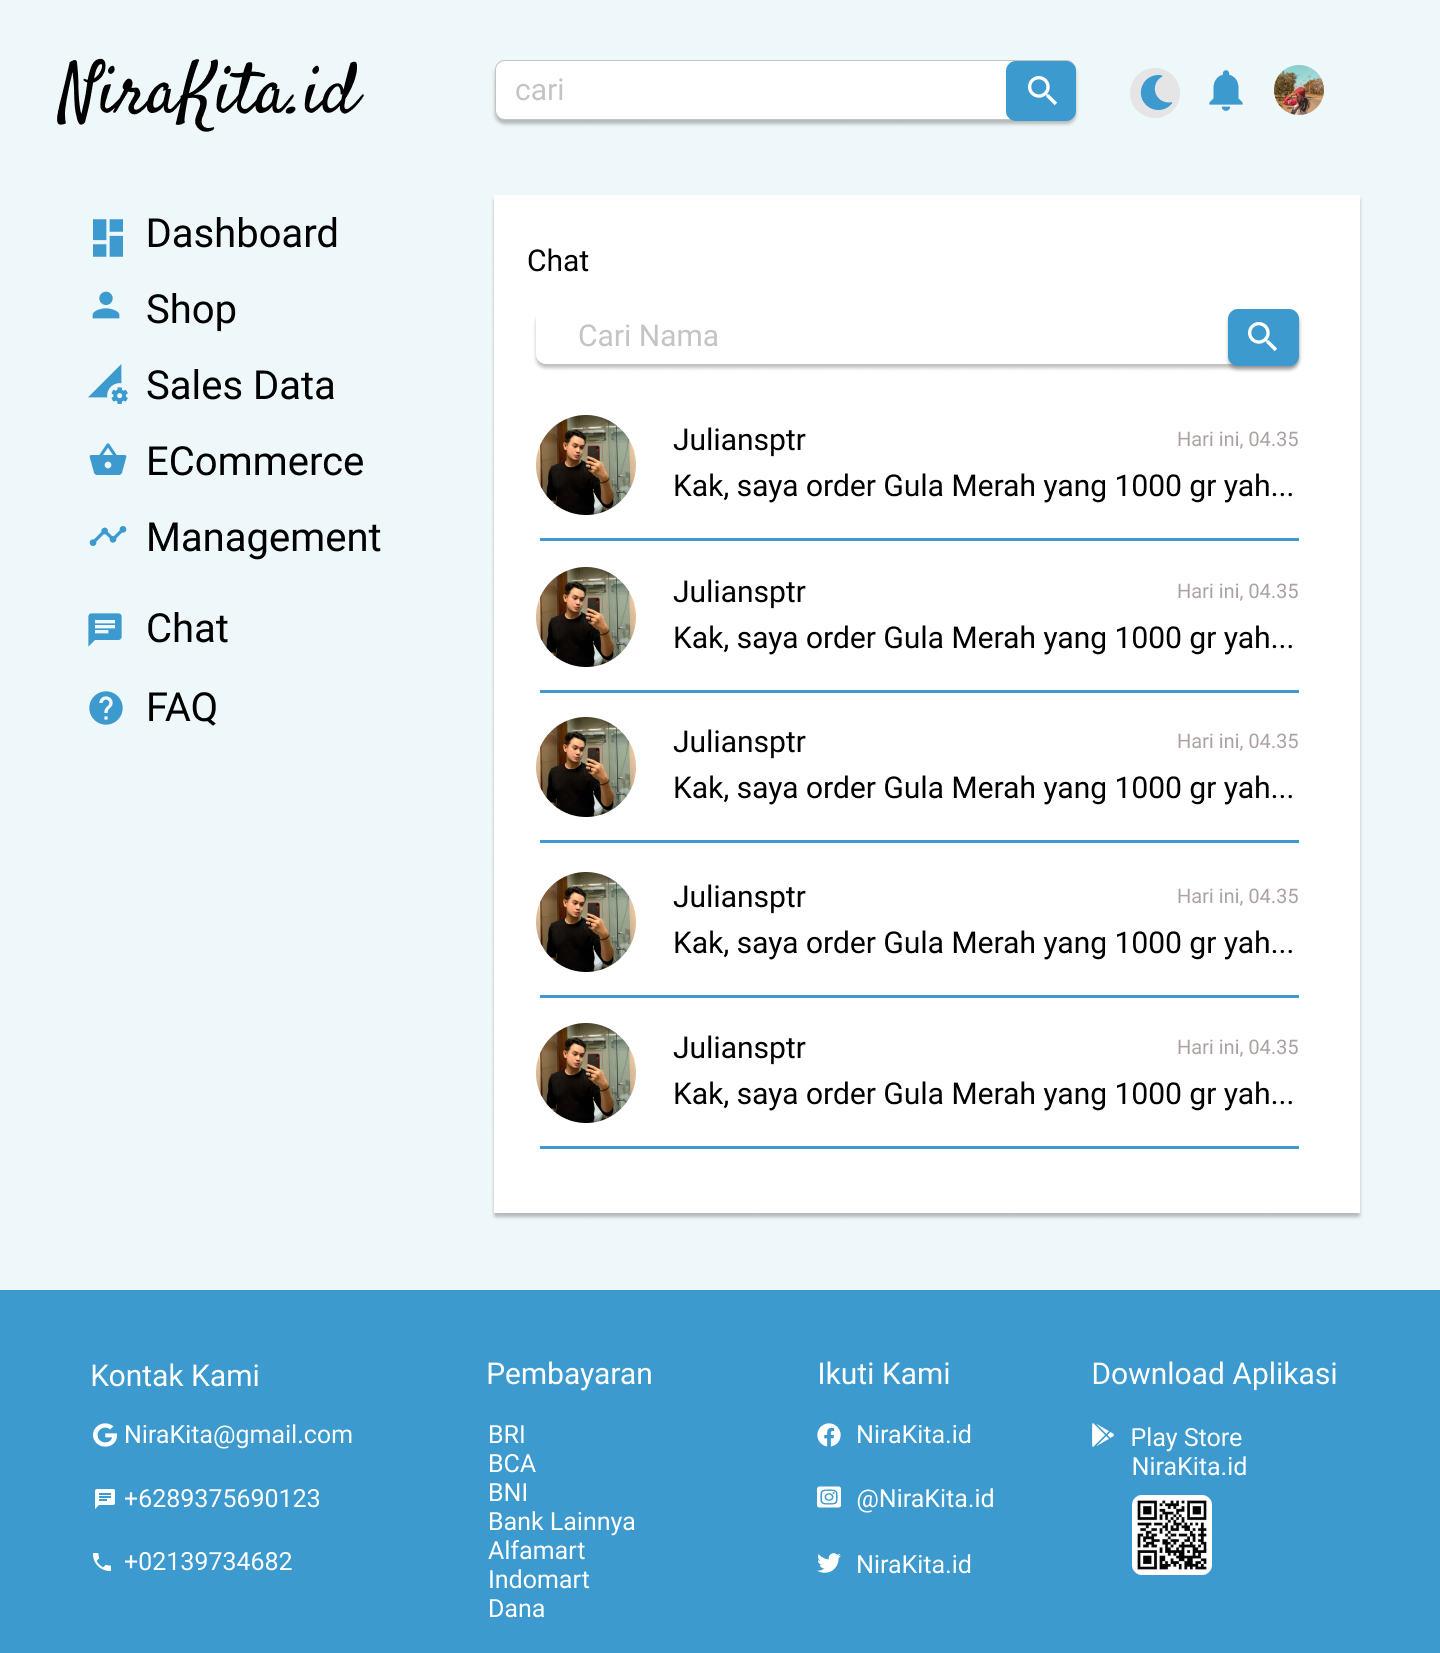 NiraKita.id
cari
Dashboard
Shop
Sales Data
ECommerce
Management
Chat
FAQ
Chat
Cari Nama
Juliansptr
Hari ini, 04.35
Kak, saya order Gula Merah yang 1000 gr yah...
Juliansptr
Hari ini, 04.35
Kak, saya order Gula Merah yang 1000 gr yah...
Juliansptr
Hari ini, 04.35
Kak, saya order Gula Merah yang 1000 gr yah...
Juliansptr
Hari ini, 04.35
Kak, saya order Gula Merah yang 1000 gr yah...
Juliansptr
Hari ini, 04.35
Kak, saya order Gula Merah yang 1000 gr yah...
Kontak Kami
NiraKita@gmail.com
+6289375690123
+02139734682
Pembayaran
BRI
BCA
BNI
Bank Lainnya
Alfamart
Indomart
Dana
Ikuti Kami
NiraKita.id
@NiraKita.id
NiraKita.id
Download Aplikasi
Play Store
NiraKita.id